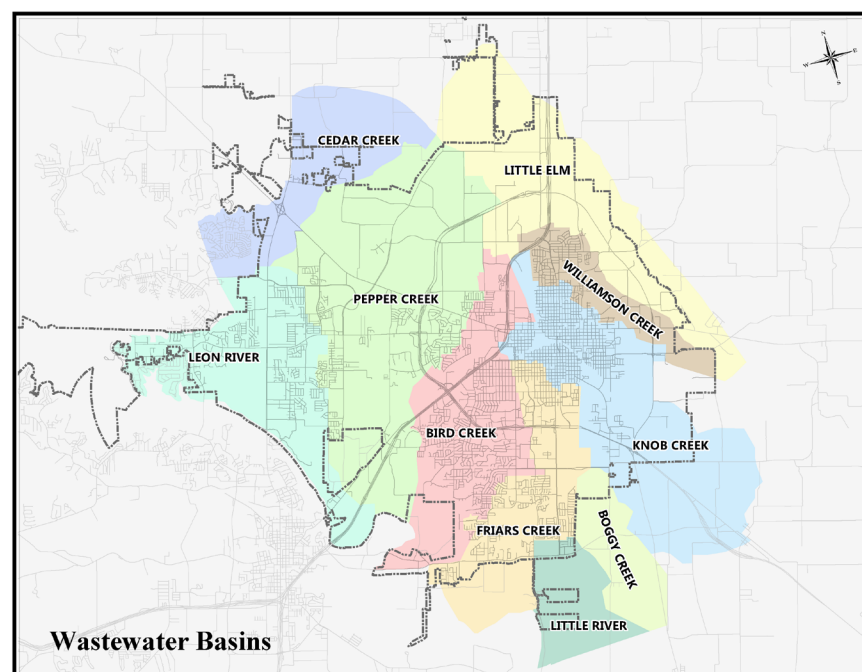 N
W
E
S
CEDAR CREEK
LITTLE ELM
WILLIAMSON CREEK
PEPPER CREEK
LEON RIVER
BIRD CREEK
KNOB CREEK
FRIARS CREEK
BOGGY CREEK
LITTLE RIVER
Wastewater Basins